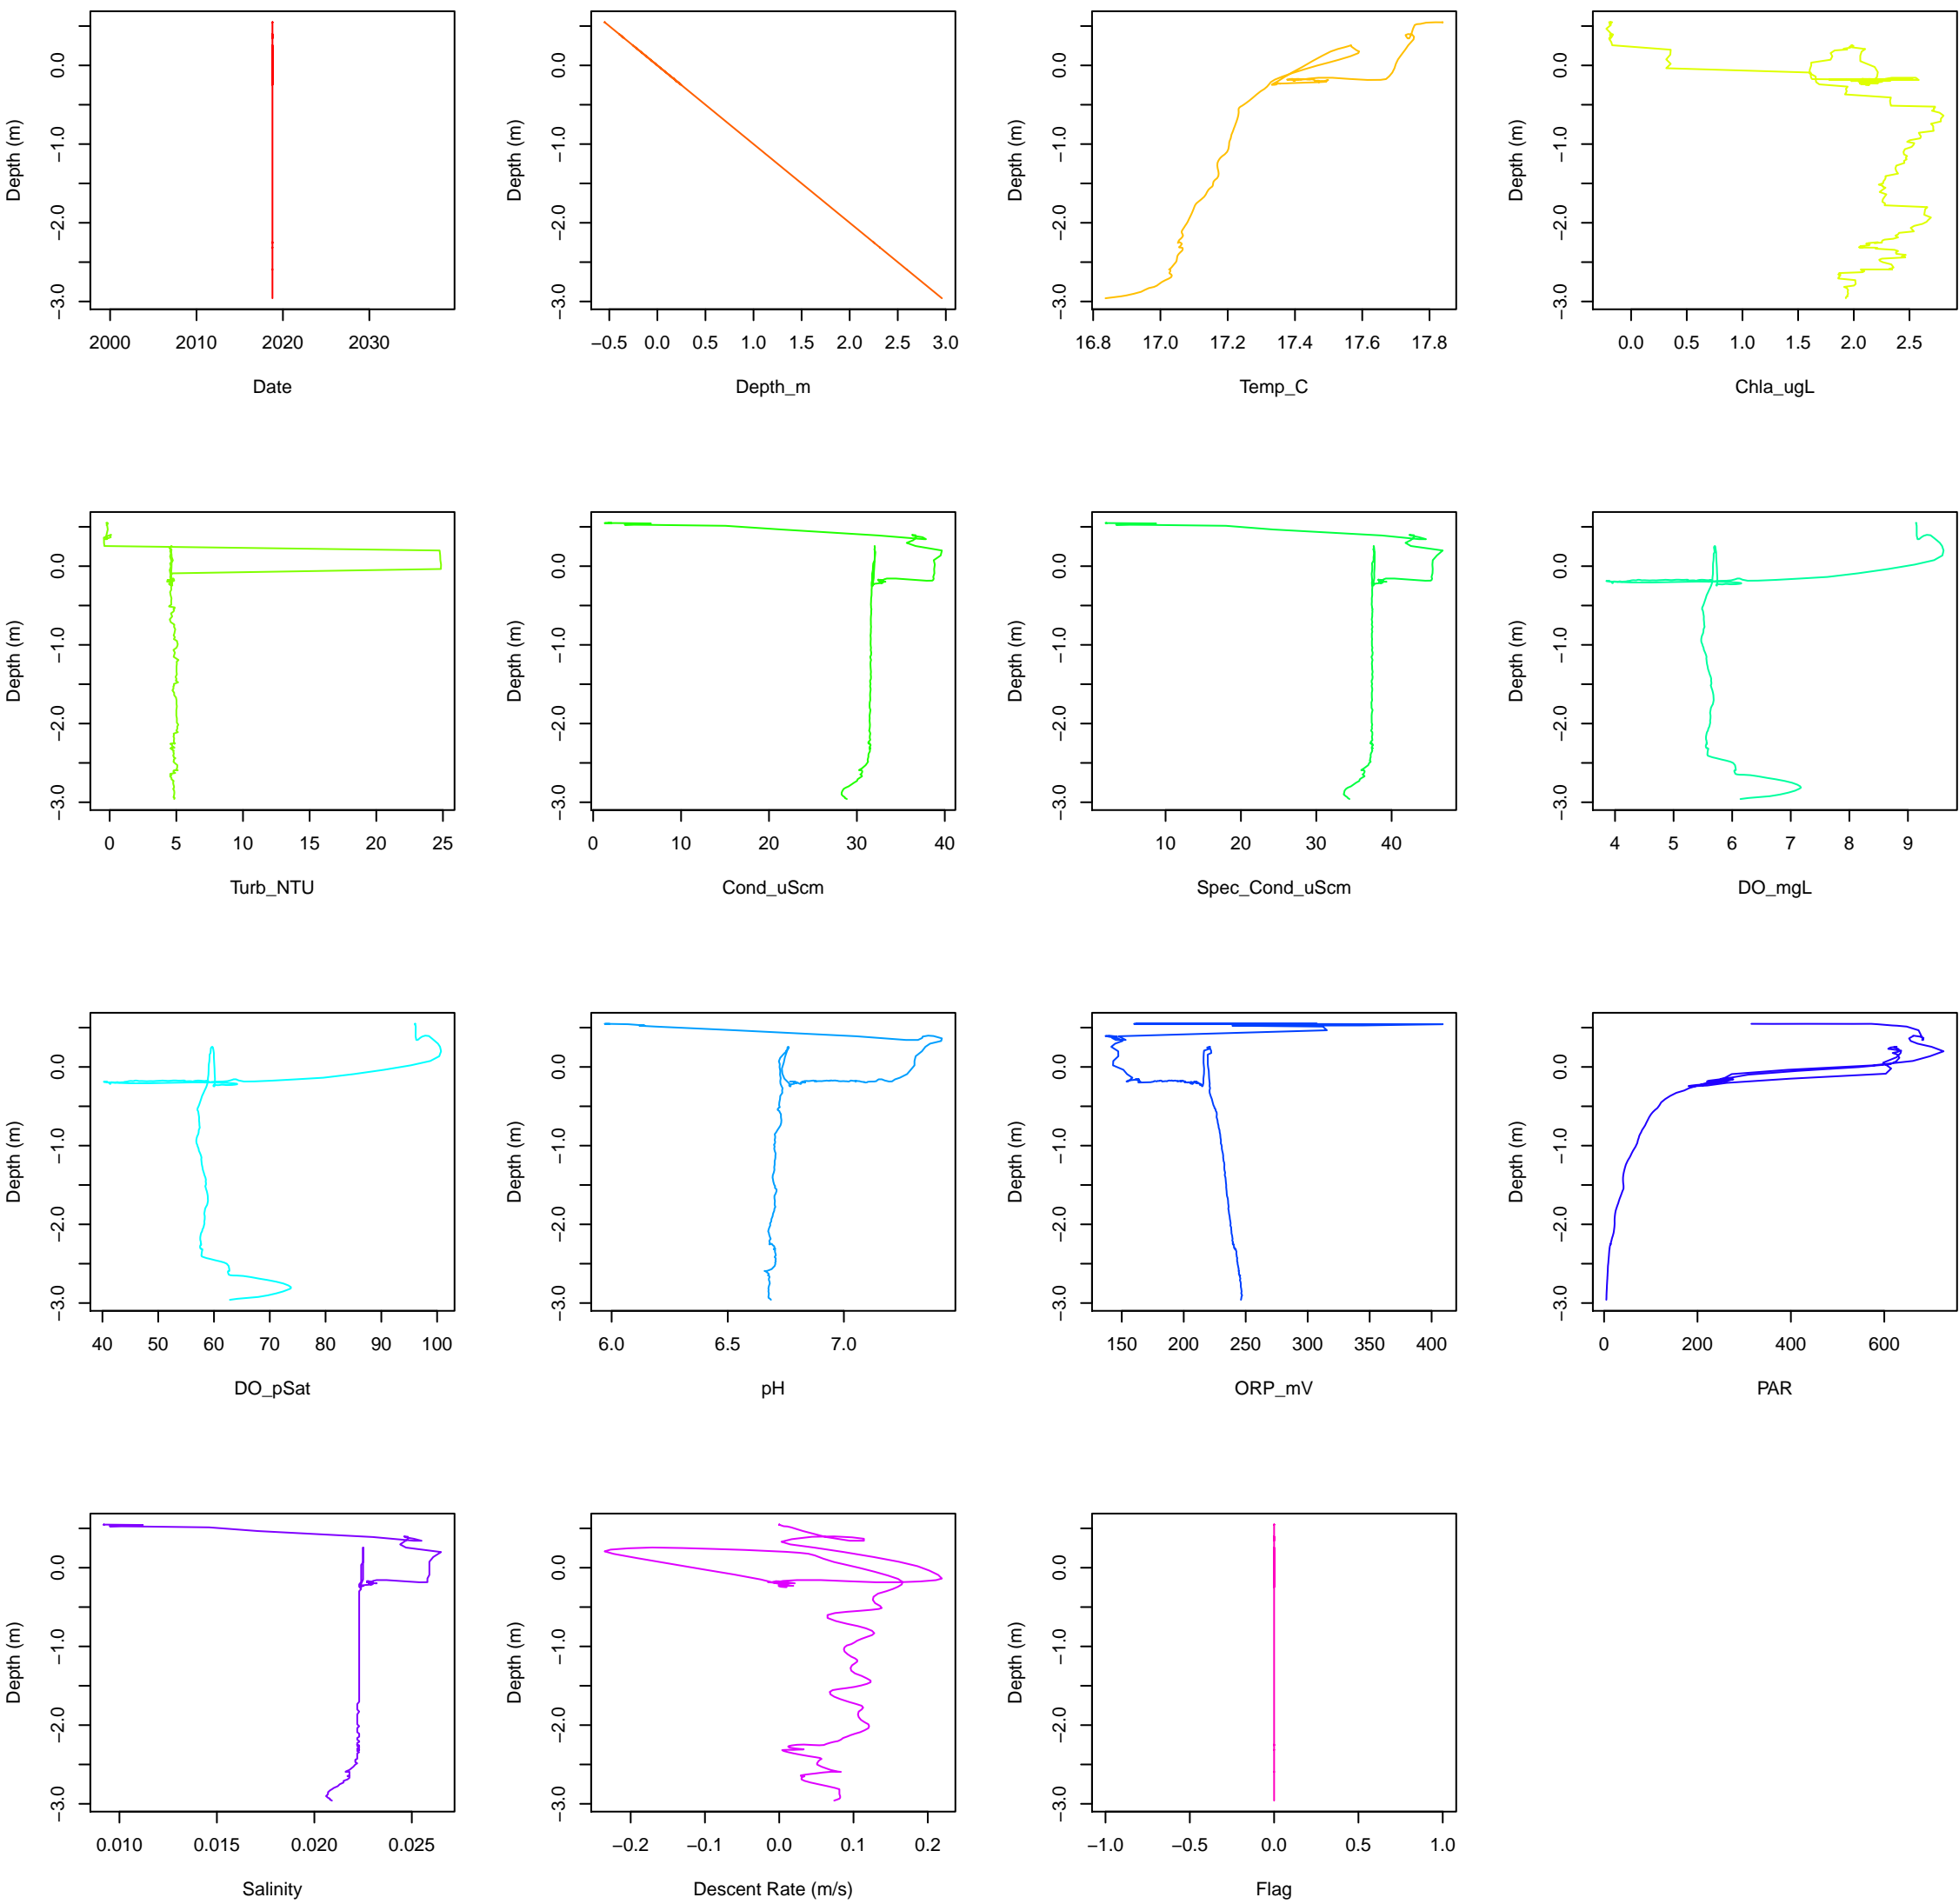 Depth (m)
0.0
−1.0
−2.0
−3.0
2000 2010 2020 2030
Date
Depth (m)
0.0
−1.0
−2.0
−3.0
−0.5 0.0 0.5 1.0 1.5 2.0 2.5 3.0
Depth_m
Depth (m)
0.0
−1.0
−2.0
−3.0
16.8 17.0 17.2 17.4 17.6 17.8
Temp_C
Depth (m)
0.0
−1.0
−2.0
−3.0
0.0 0.5 1.0 1.5 2.0 2.5
Chla_ugL
Depth (m)
0.0
−1.0
−2.0
−3.0
0 5 10 15 20 25
Turb_NTU
Depth (m)
0.0
−1.0
−2.0
−3.0
0 10 20 30 40
Cond_uScm
Depth (m)
0.0
−1.0
−2.0
−3.0
10 20 30 40
Spec_Cond_uScm
Depth (m)
0.0
−1.0
−2.0
−3.0
4 5 6 7 8 9
DO_mgL
Depth (m)
0.0
−1.0
−2.0
−3.0
40 50 60 70 80 90 100
DO_pSat
Depth (m)
0.0
−1.0
−2.0
−3.0
6.0 6.5 7.0
pH
Depth (m)
0.0
−1.0
−2.0
−3.0
150 200 250 300 350 400
ORP_mV
Depth (m)
0.0
−1.0
−2.0
−3.0
0 200 400 600
PAR
Depth (m)
0.0
−1.0
−2.0
−3.0
0.010 0.015 0.020 0.025
Salinity
Depth (m)
0.0
−1.0
−2.0
−3.0
−0.2 −0.1 0.0 0.1 0.2
Descent Rate (m/s)
Depth (m)
0.0
−1.0
−2.0
−3.0
−1.0 −0.5 0.0 0.5 1.0
Flag